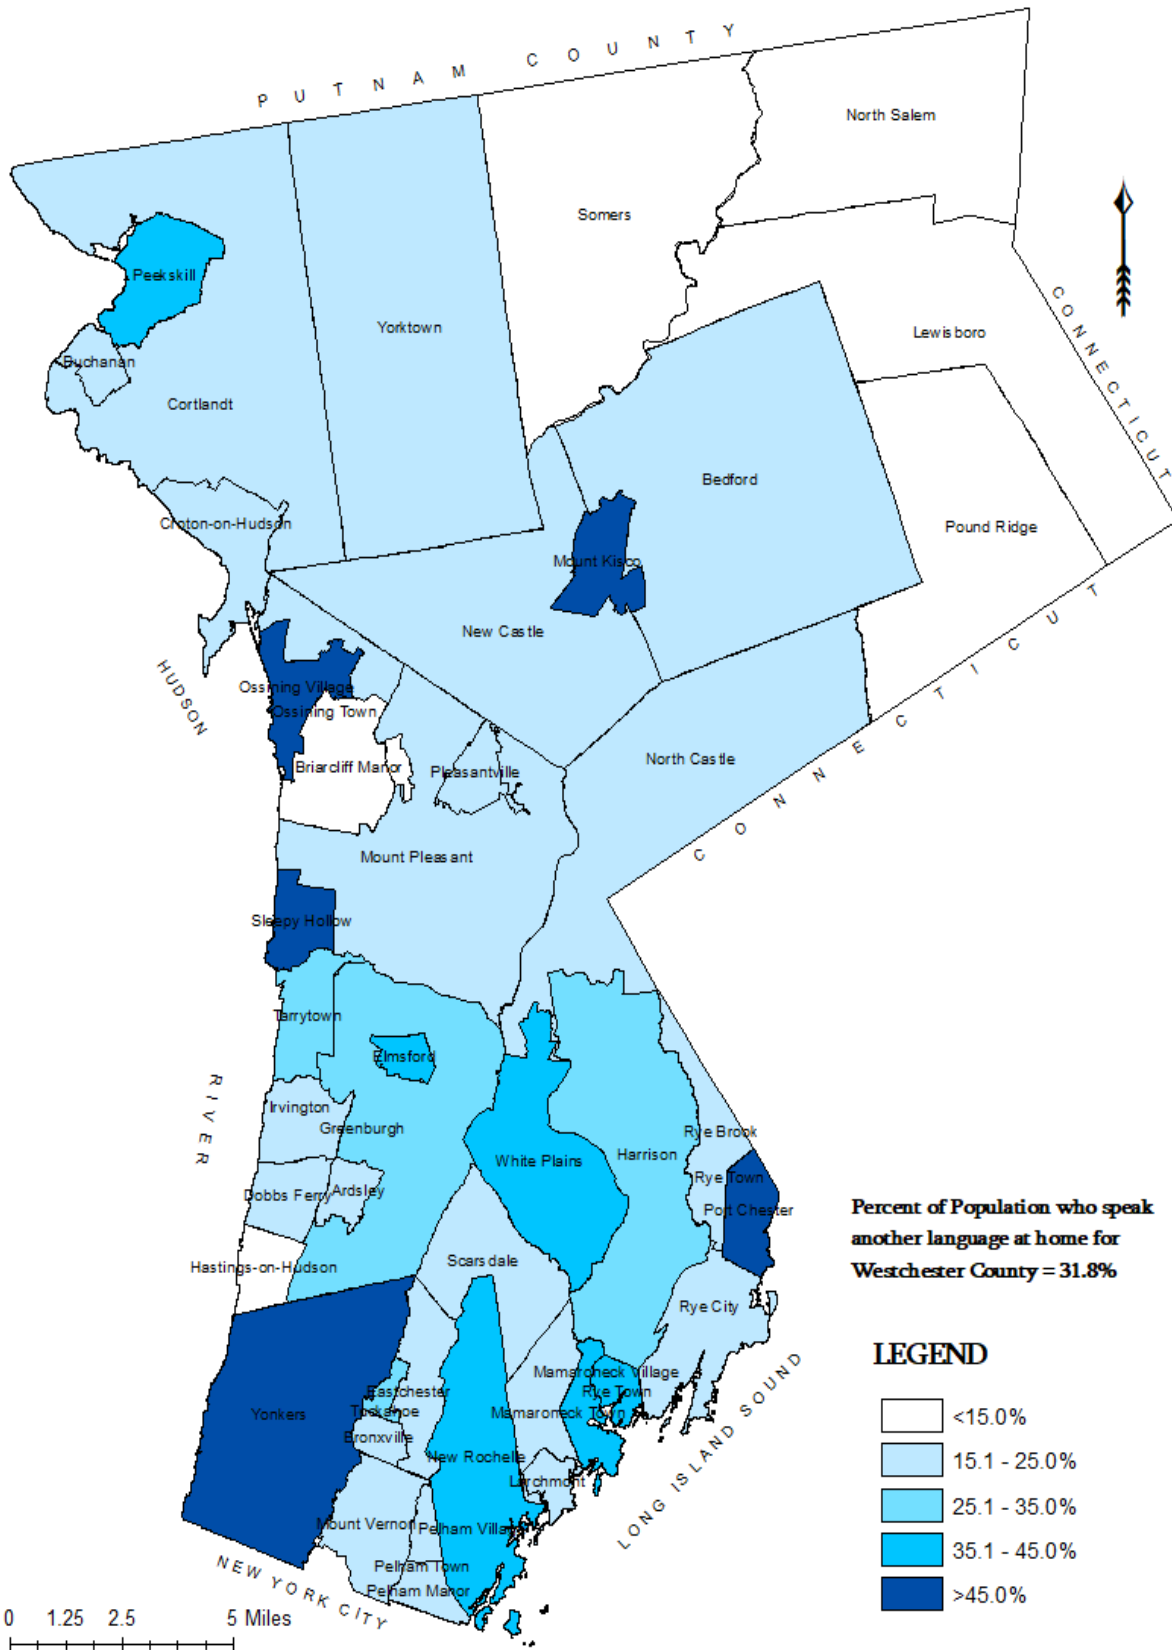 PUTNAM COUNTY
North Salem
Somers
Peekskill
Yorktown
Lewisboro
CONNECTICUT
Buchanan
Cortlandt
Bedford
Croton-on-Hudson
Pound Ridge
Mount Kisco
New Castle
HUDSON
Ossining Village
Ossining Town
Briarcliff Manor
Pleasantville
North Castle
CONNECTICUT
Mount Pleasant
Sleepy Hollow
Tarrytown
Elmsford
RIVER
Irvington
Greenburgh
Rye Brook
White Plains
Harrison
Rye Town
Dobbs Ferry
Ardsley
Port Chester
Percent of Population who speak
another language at home for
Westchester County = 31.8%
Scarsdale
Hastings-on-Hudson
Rye City
Mamaroneck Village
Eastchester
Rye Town
Tuckahoe
Mamaroneck Town
Yonkers
Bronxville
New Rochelle
Larchmont
LONG ISLAND SOUND
Mount Vernon
Pelham Village
Pelham Town
Pelham Manor
NEW YORK CITY
LEGEND
<15.0%
15.1 - 25.0%
25.1 - 35.0%
35.1 - 45.0%
>45.0%
0 1.25 2.5 5 Miles